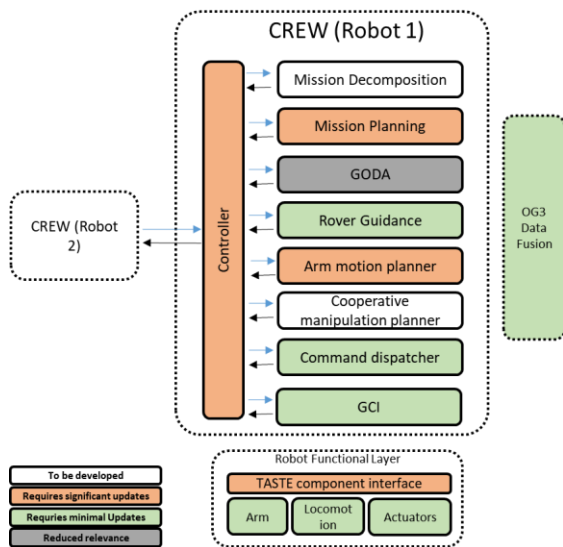 CREW (Robot 1)
Mission Decomposition
Mission Planning
GODA
Rover Guidance
Arm motion planner
Cooperative
manipulation planner
Command dispatcher
GCI
Controller
CREW (Robot
2)
OG3
Data
Fusion
Robot Functional Layer
TASTE component interface
Arm
Locomot
ion
Actuators
To be developed
Requires significant updates
Requries minimal Updates
Reduced relevance